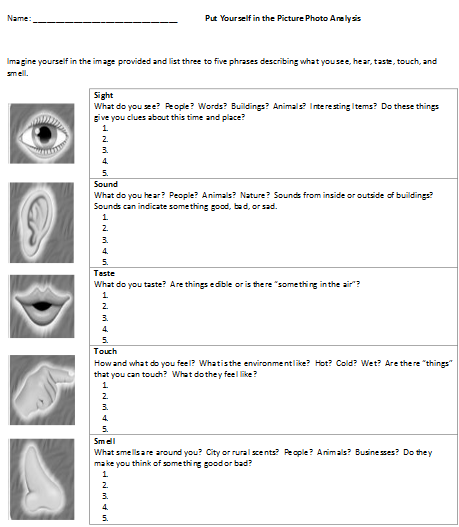 Name: ________________________________ Put Yourself in the Picture Photo Analysis
Imagine yourself in the image provided and list three to five phrases describing what you see, hear, taste, touch, and
smell.
Sight
What do you see? People? Words? Buildings? Animals? Interesting Items? Do these things
give you clues about this time and place?
1.
2.
3.
4.
5.
Sound
What do you hear? People? Animals? Nature? Sounds from inside or outside of buildings?
Sounds can indicate something good, bad, or sad.
1.
2.
3.
4.
5.
Taste
What do you taste? Are things edible or is there "something in the air"?
1.
2.
3.
4.
5.
Touch
How and what do you feel? What is the environment like? Hot? Cold? Wet? Are there "things"
that you can touch? What do they feel like?
1.
2.
3.
4.
5.
Smell
What smells are around you? City or rural scents? People? Animals? Businesses? Do they
make you think of something good or bad?
1.
2.
3.
4.
5.